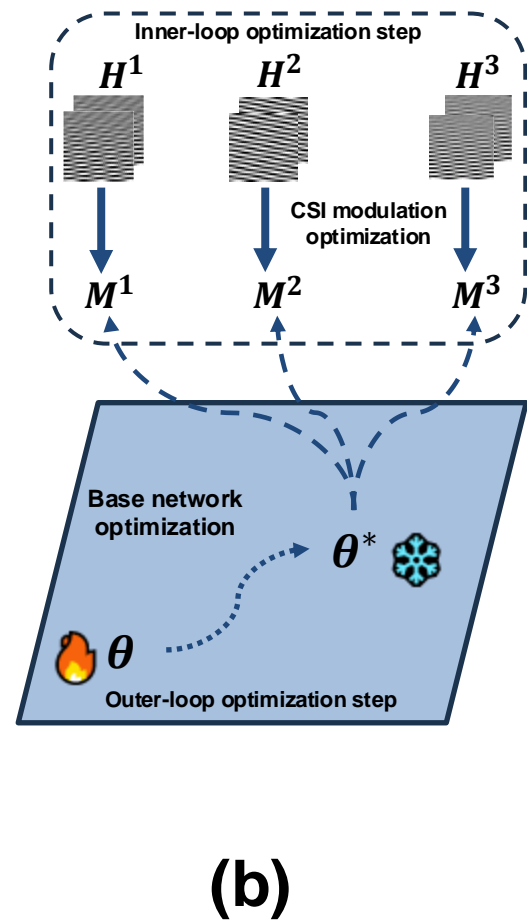 Inner-loop optimization step
H¹ H² H³
CSI modulation
optimization
M¹ M² M³
Base network
optimization
θ*
θ
Outer-loop optimization step
(b)